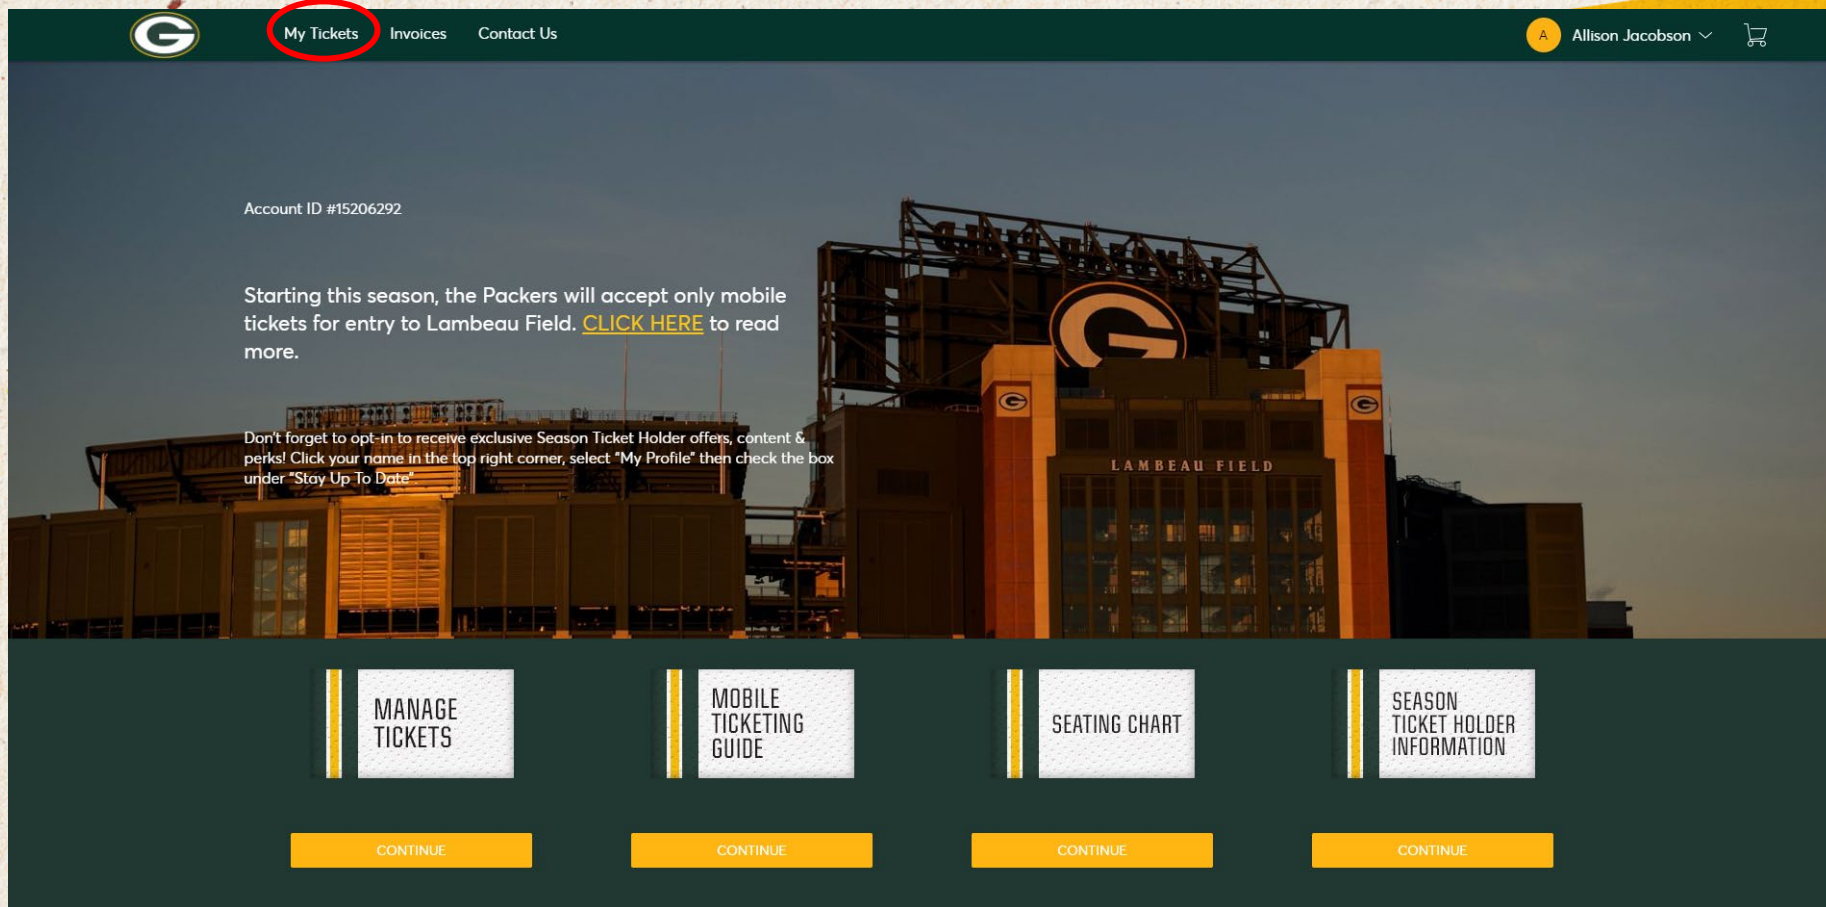 My Tickets Invoices Contact Us
A Allison Jacobson
Account ID #15206292
Starting this season, the Packers will accept only mobile
tickets for entry to Lambeau Field. CLICK HERE to read
more.
Don't forget to opt-in to receive exclusive Season Ticket Holder offers, content &
perks! Click your name in the top right corner, select "My Profile" then check the box
under "Stay Up To Date"
G
LAMBEAU FIELD
MANAGE
TICKETS
MOBILE
TICKETING
GUIDE
SEATING CHART
SEASON
TICKET HOLDER
INFORMATION
CONTINUE
CONTINUE
CONTINUE
CONTINUE